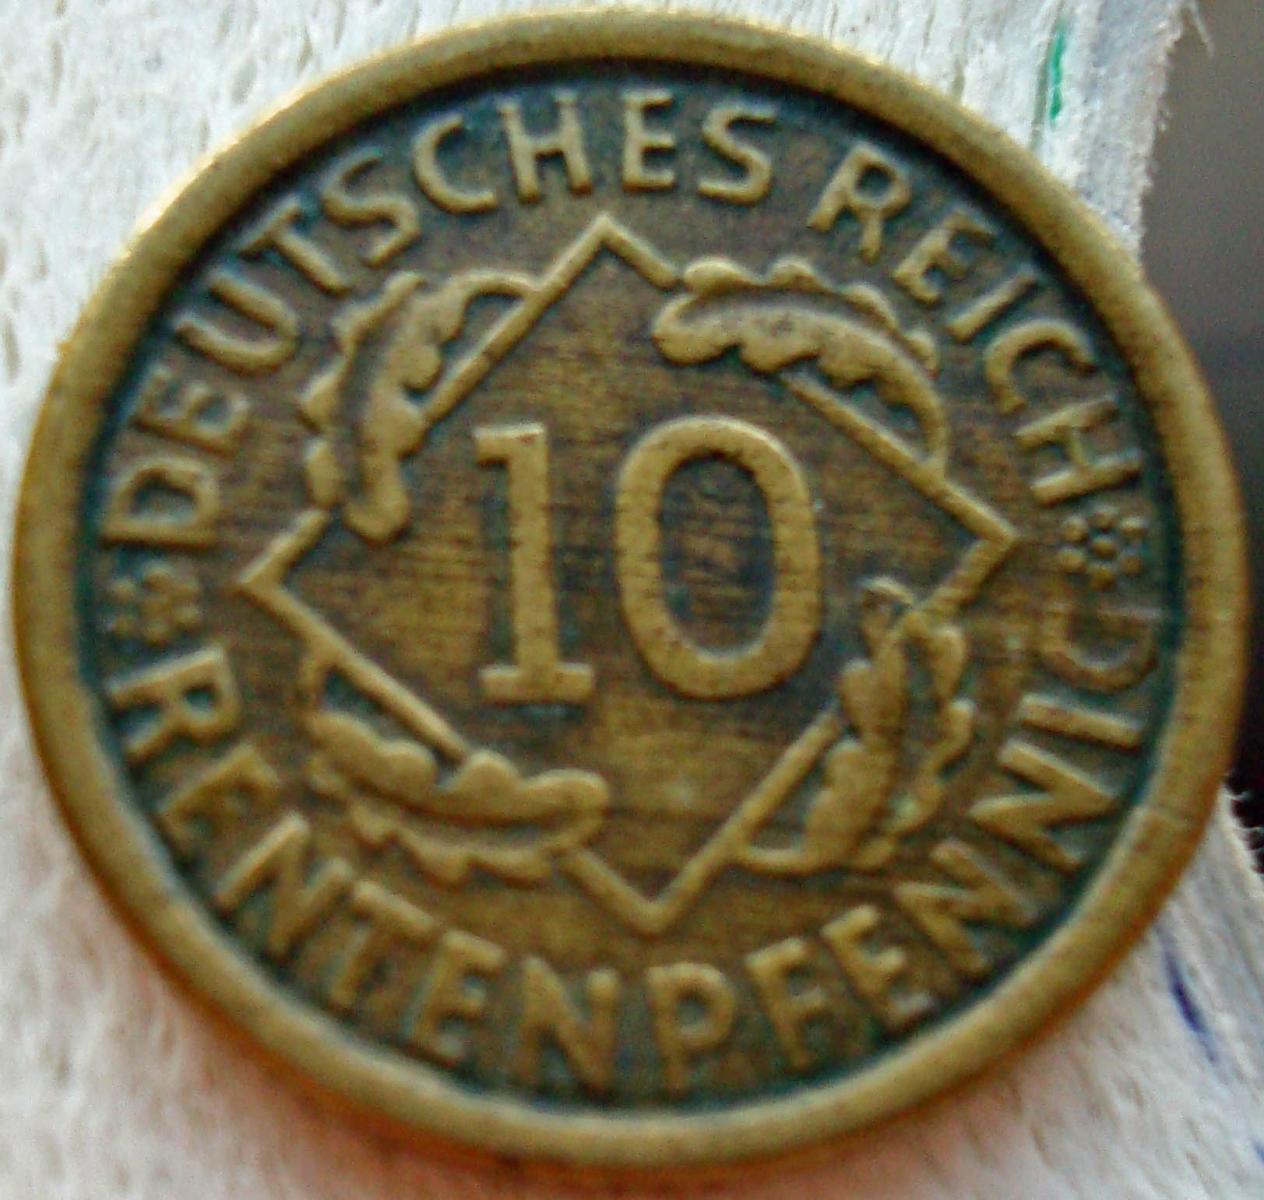 DEUTSCHES REICH
10
RENTENPFENNIG